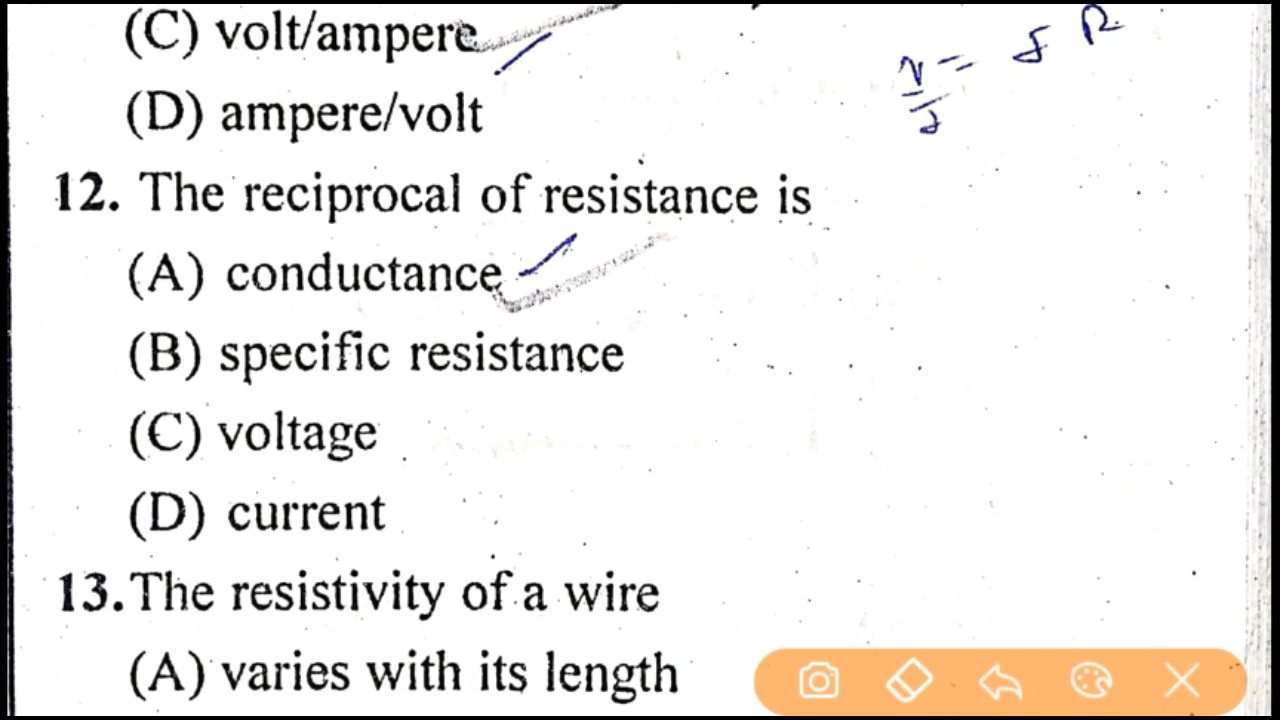 (C) volt/ampere
(D) ampere/volt
12. The reciprocal of resistance is
(A) conductance
(B) specific resistance
(C) voltage
(D) current
13. The resistivity of a wire
(A) varies with its length